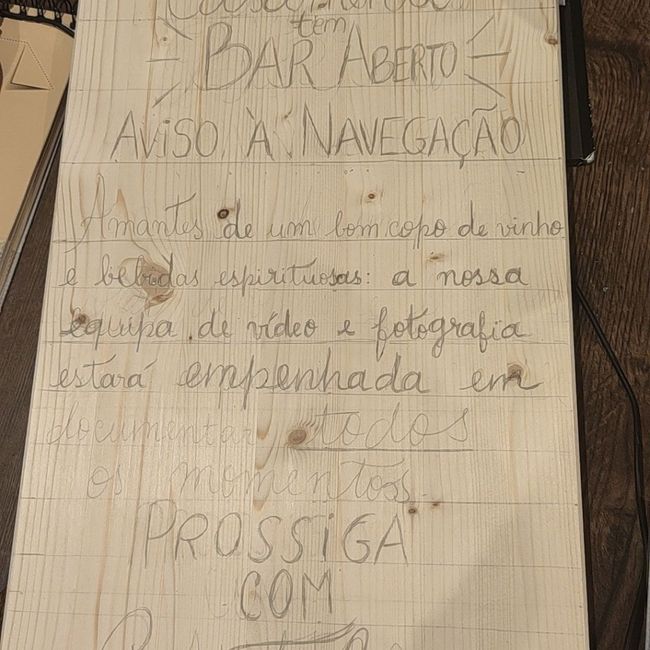 têm
BAR ABERTO
AVISO À NAVEGAÇÃO
Amantes de um bom copo de vinho
e bebidas espirituosas: a nossa
equipa de vídeo e fotografia
estará empenhada em
documentar todos
os momentos.
PROSSIGA
COM